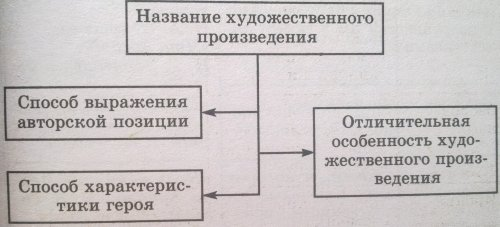 Название художественного
произведения
Способ выражения
авторской позиции
Отличительная
особенность худо-
жественного произ-
ведения
Способ характерис-
тики героя